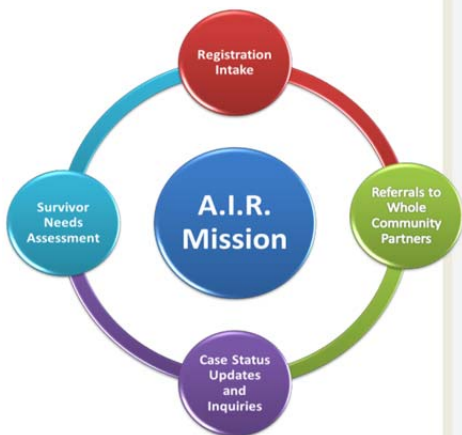 Registration
Intake
A.I.R.
Mission
Survivor
Needs
Assessment
Referrals to
Whole
Community
Partners
Case Status
Updates
and
Inquiries